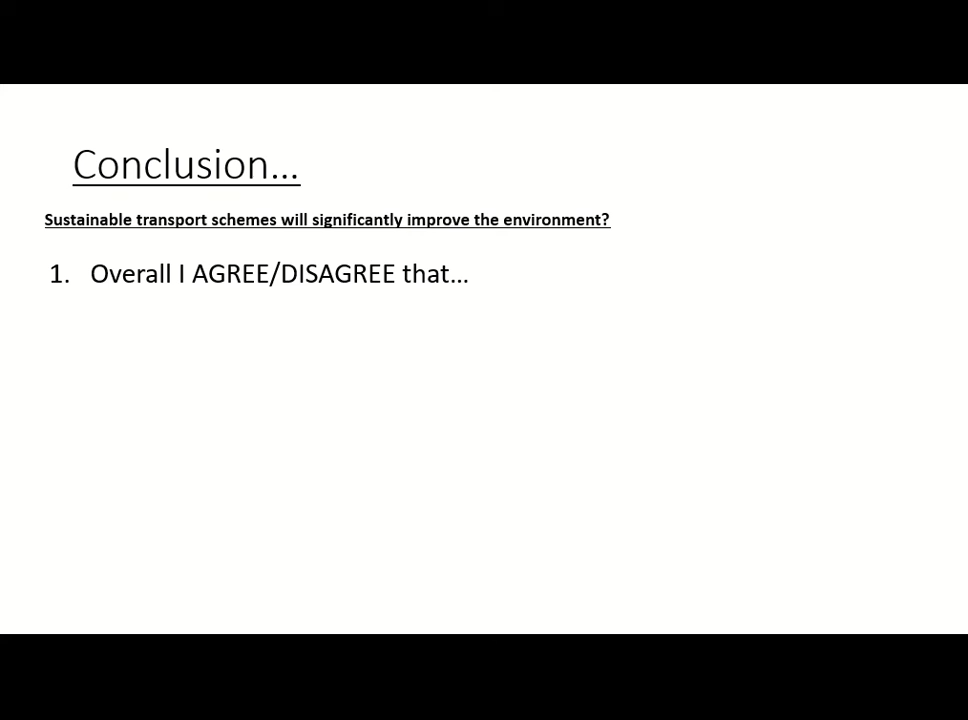 Conclusion...
Sustainable transport schemes will significantly improve the environment?
1. Overall I AGREE/DISAGREE that...